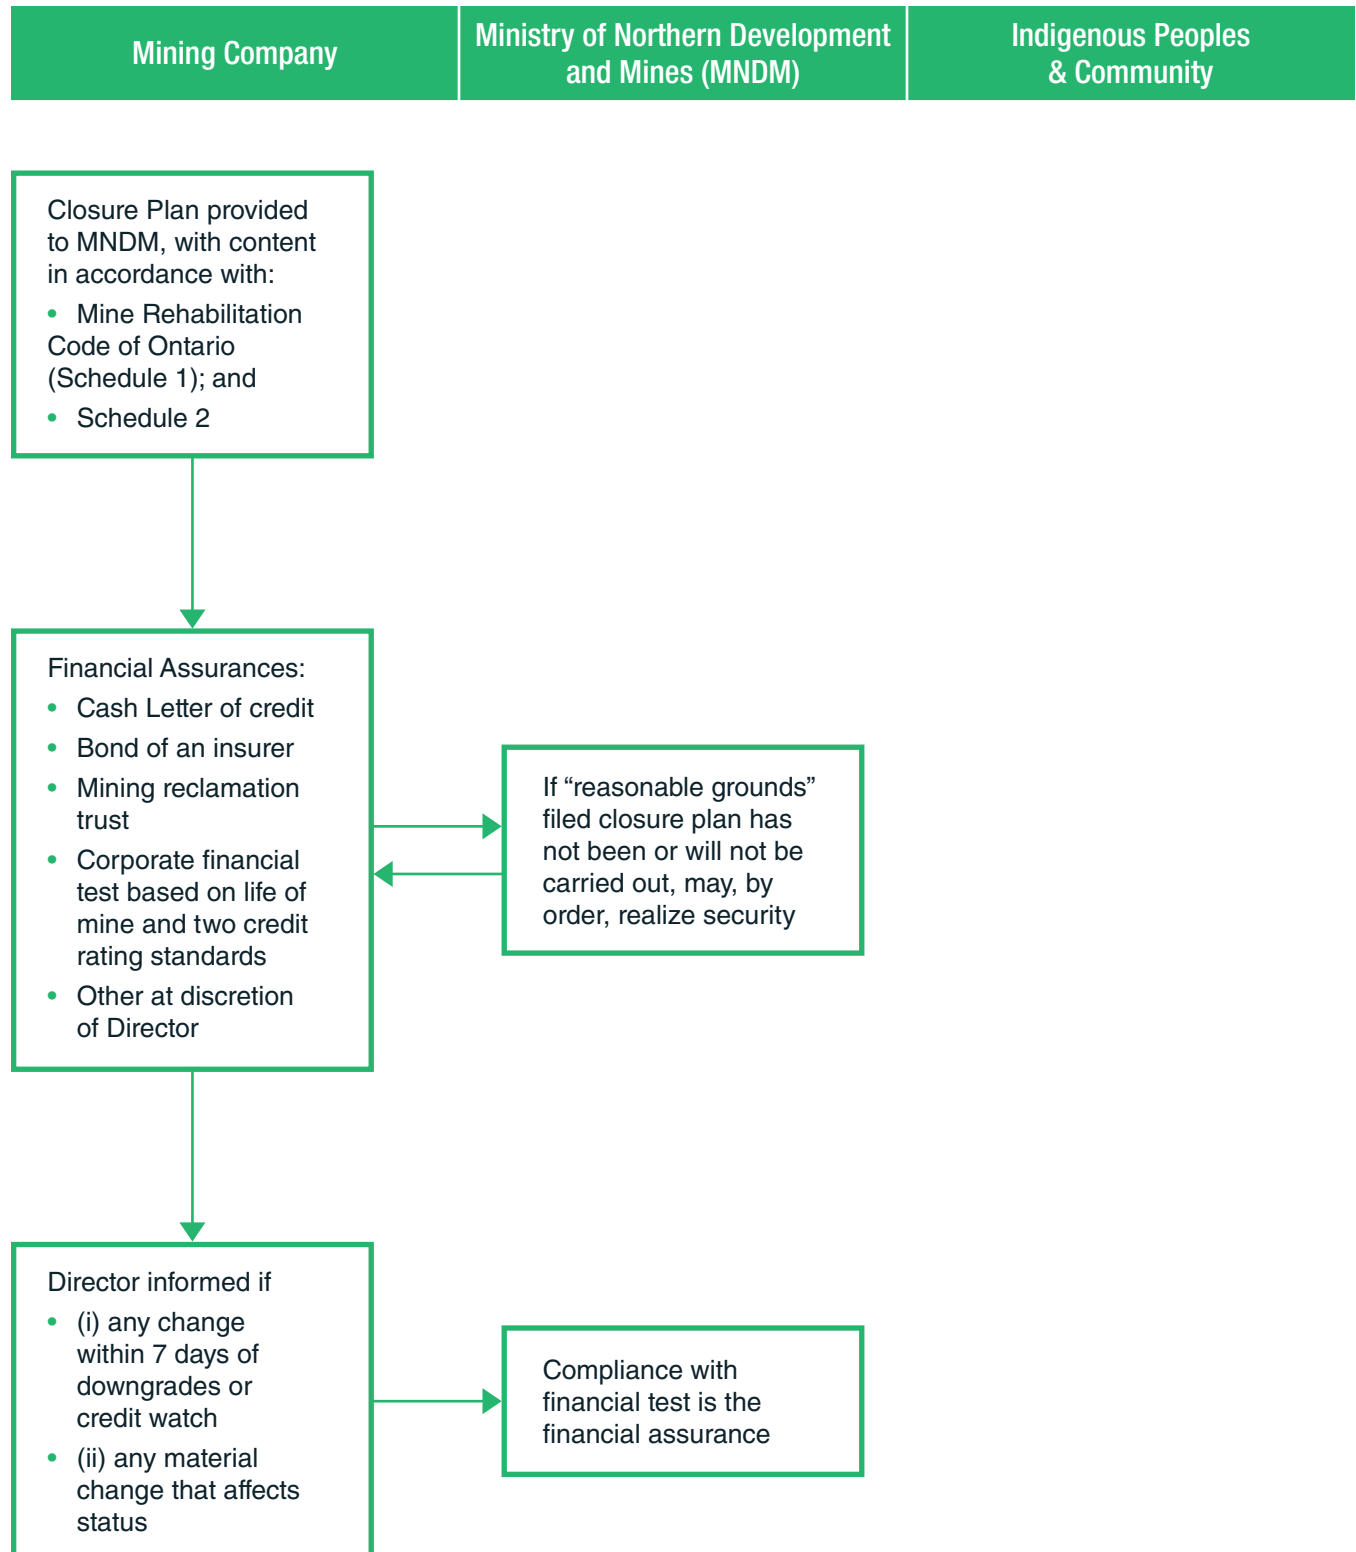 Mining Company
Ministry of Northern Development
and Mines (MNDM)
Indigenous Peoples
& Community
Closure Plan provided
to MNDM, with content
in accordance with:
• Mine Rehabilitation
Code of Ontario
(Schedule 1); and
• Schedule 2
Financial Assurances:
• Cash Letter of credit
• Bond of an insurer
• Mining reclamation
trust
• Corporate financial
test based on life of
mine and two credit
rating standards
• Other at discretion
of Director
If “reasonable grounds”
filed closure plan has
not been or will not be
carried out, may, by
order, realize security
Director informed if
• (i) any change
within 7 days of
downgrades or
credit watch
• (ii) any material
change that affects
status
Compliance with
financial test is the
financial assurance